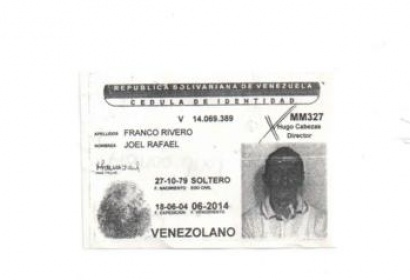 REPUBLICA BOLIVARIANA DE VENEZUELA
CEDULA DE IDENTIDAD
V 14.069.389
MM327
Hugo Cabezas
Director
APELLIDOS FRANCO RIVERO
NOMBRES JOEL RAFAEL
27-10-79 SOLTERO
F. NACIMIENTO EDO CIVIL
18-06-04 06-2014
F. EXPEDICION F. VENCIMIENTO
VENEZOLANO